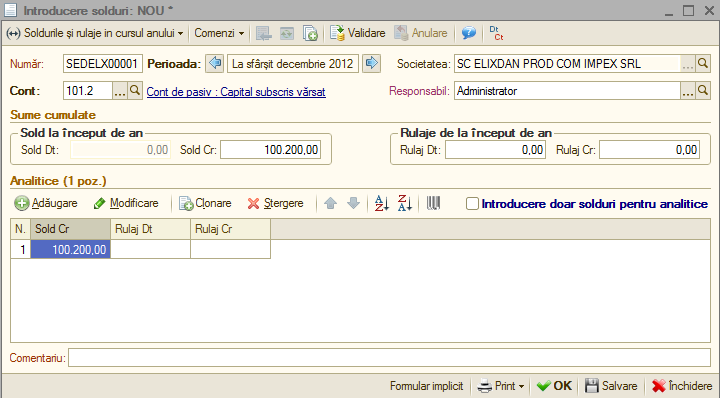 Introducere solduri: NOU *
Soldurile și rulaje in cursul anului Comenzi Validare Anulare Dt Ct
Număr: SEDELX00001 Perioada: La sfârșit decembrie 2012 Societatea: SC ELIXDAN PROD COM IMPEX SRL ...
Cont: 101.2 ... Cont de pasiv : Capital subscris vărsat Responsabil: Administrator ...
Sume cumulate
Sold la început de an Rulaje de la început de an
Sold Dt: 0,00 Sold Cr: 100.200,00 Rulaj Dt: 0,00 Rulaj Cr: 0,00
Analitice (1 poz.)
Adăugare Modificare Clonare Ștergere A Z Z A Introducere doar solduri pentru analitice
N. Sold Cr Rulaj Dt Rulaj Cr
1 100.200,00
Comentariu:
Formular implicit Print OK Salvare Închidere